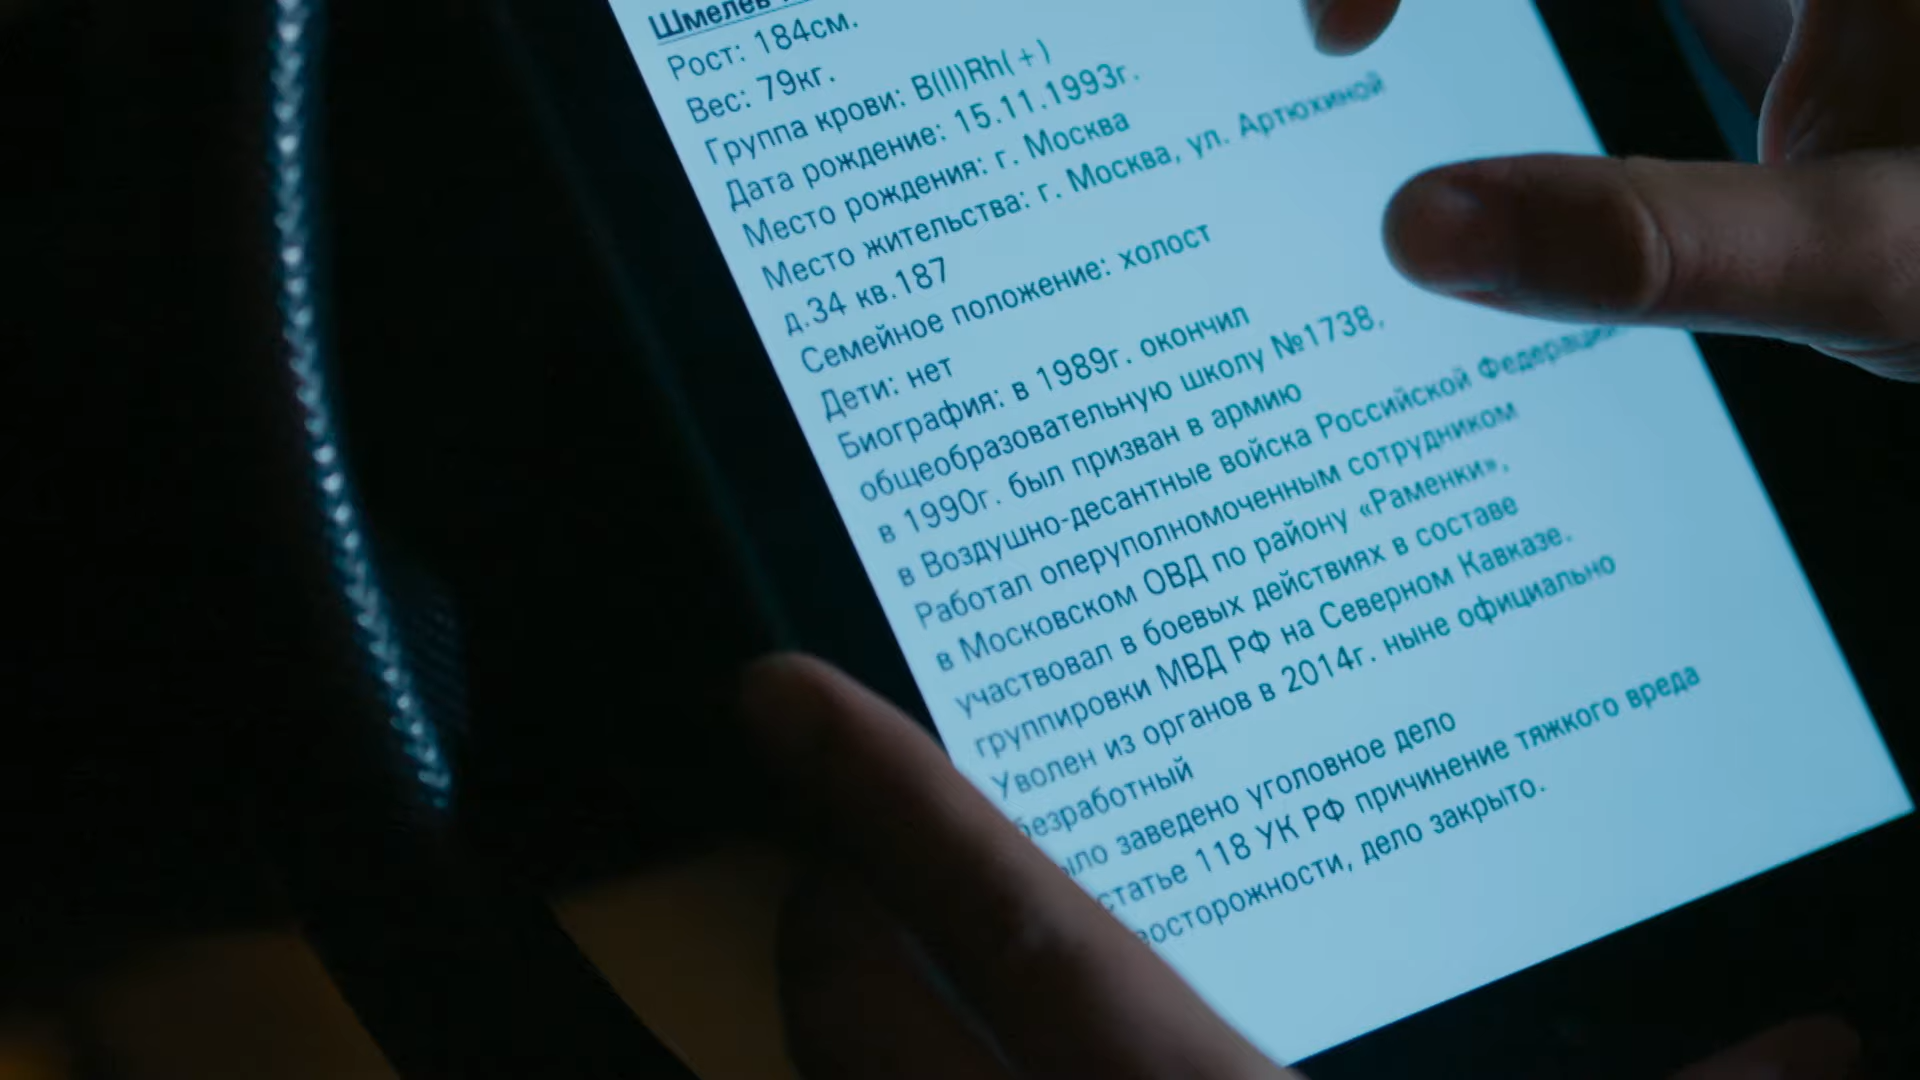 Шмелев
Рост: 184см.
Вес: 79кг.
Группа крови: B(II)Rh(+)
Дата рождение: 15.11.1993г.
Место рождения: г. Москва
Место жительства: г. Москва, ул. Артюхиной
д.34 кв.187
Семейное положение: холост
Дети: нет
Биография: в 1989г. окончил
общеобразовательную школу №1738,
в 1990г. был призван в армию
в Воздушно-десантные войска Российской Федерации
Работал оперуполномоченным сотрудником
в Московском ОВД по району «Раменки»,
участвовал в боевых действиях в составе
группировки МВД РФ на Северном Кавказе.
Уволен из органов в 2014г. ныне официально
безработный
ыло заведено уголовное дело
статье 118 УК РФ причинение тяжкого вреда
еосторожности, дело закрыто.